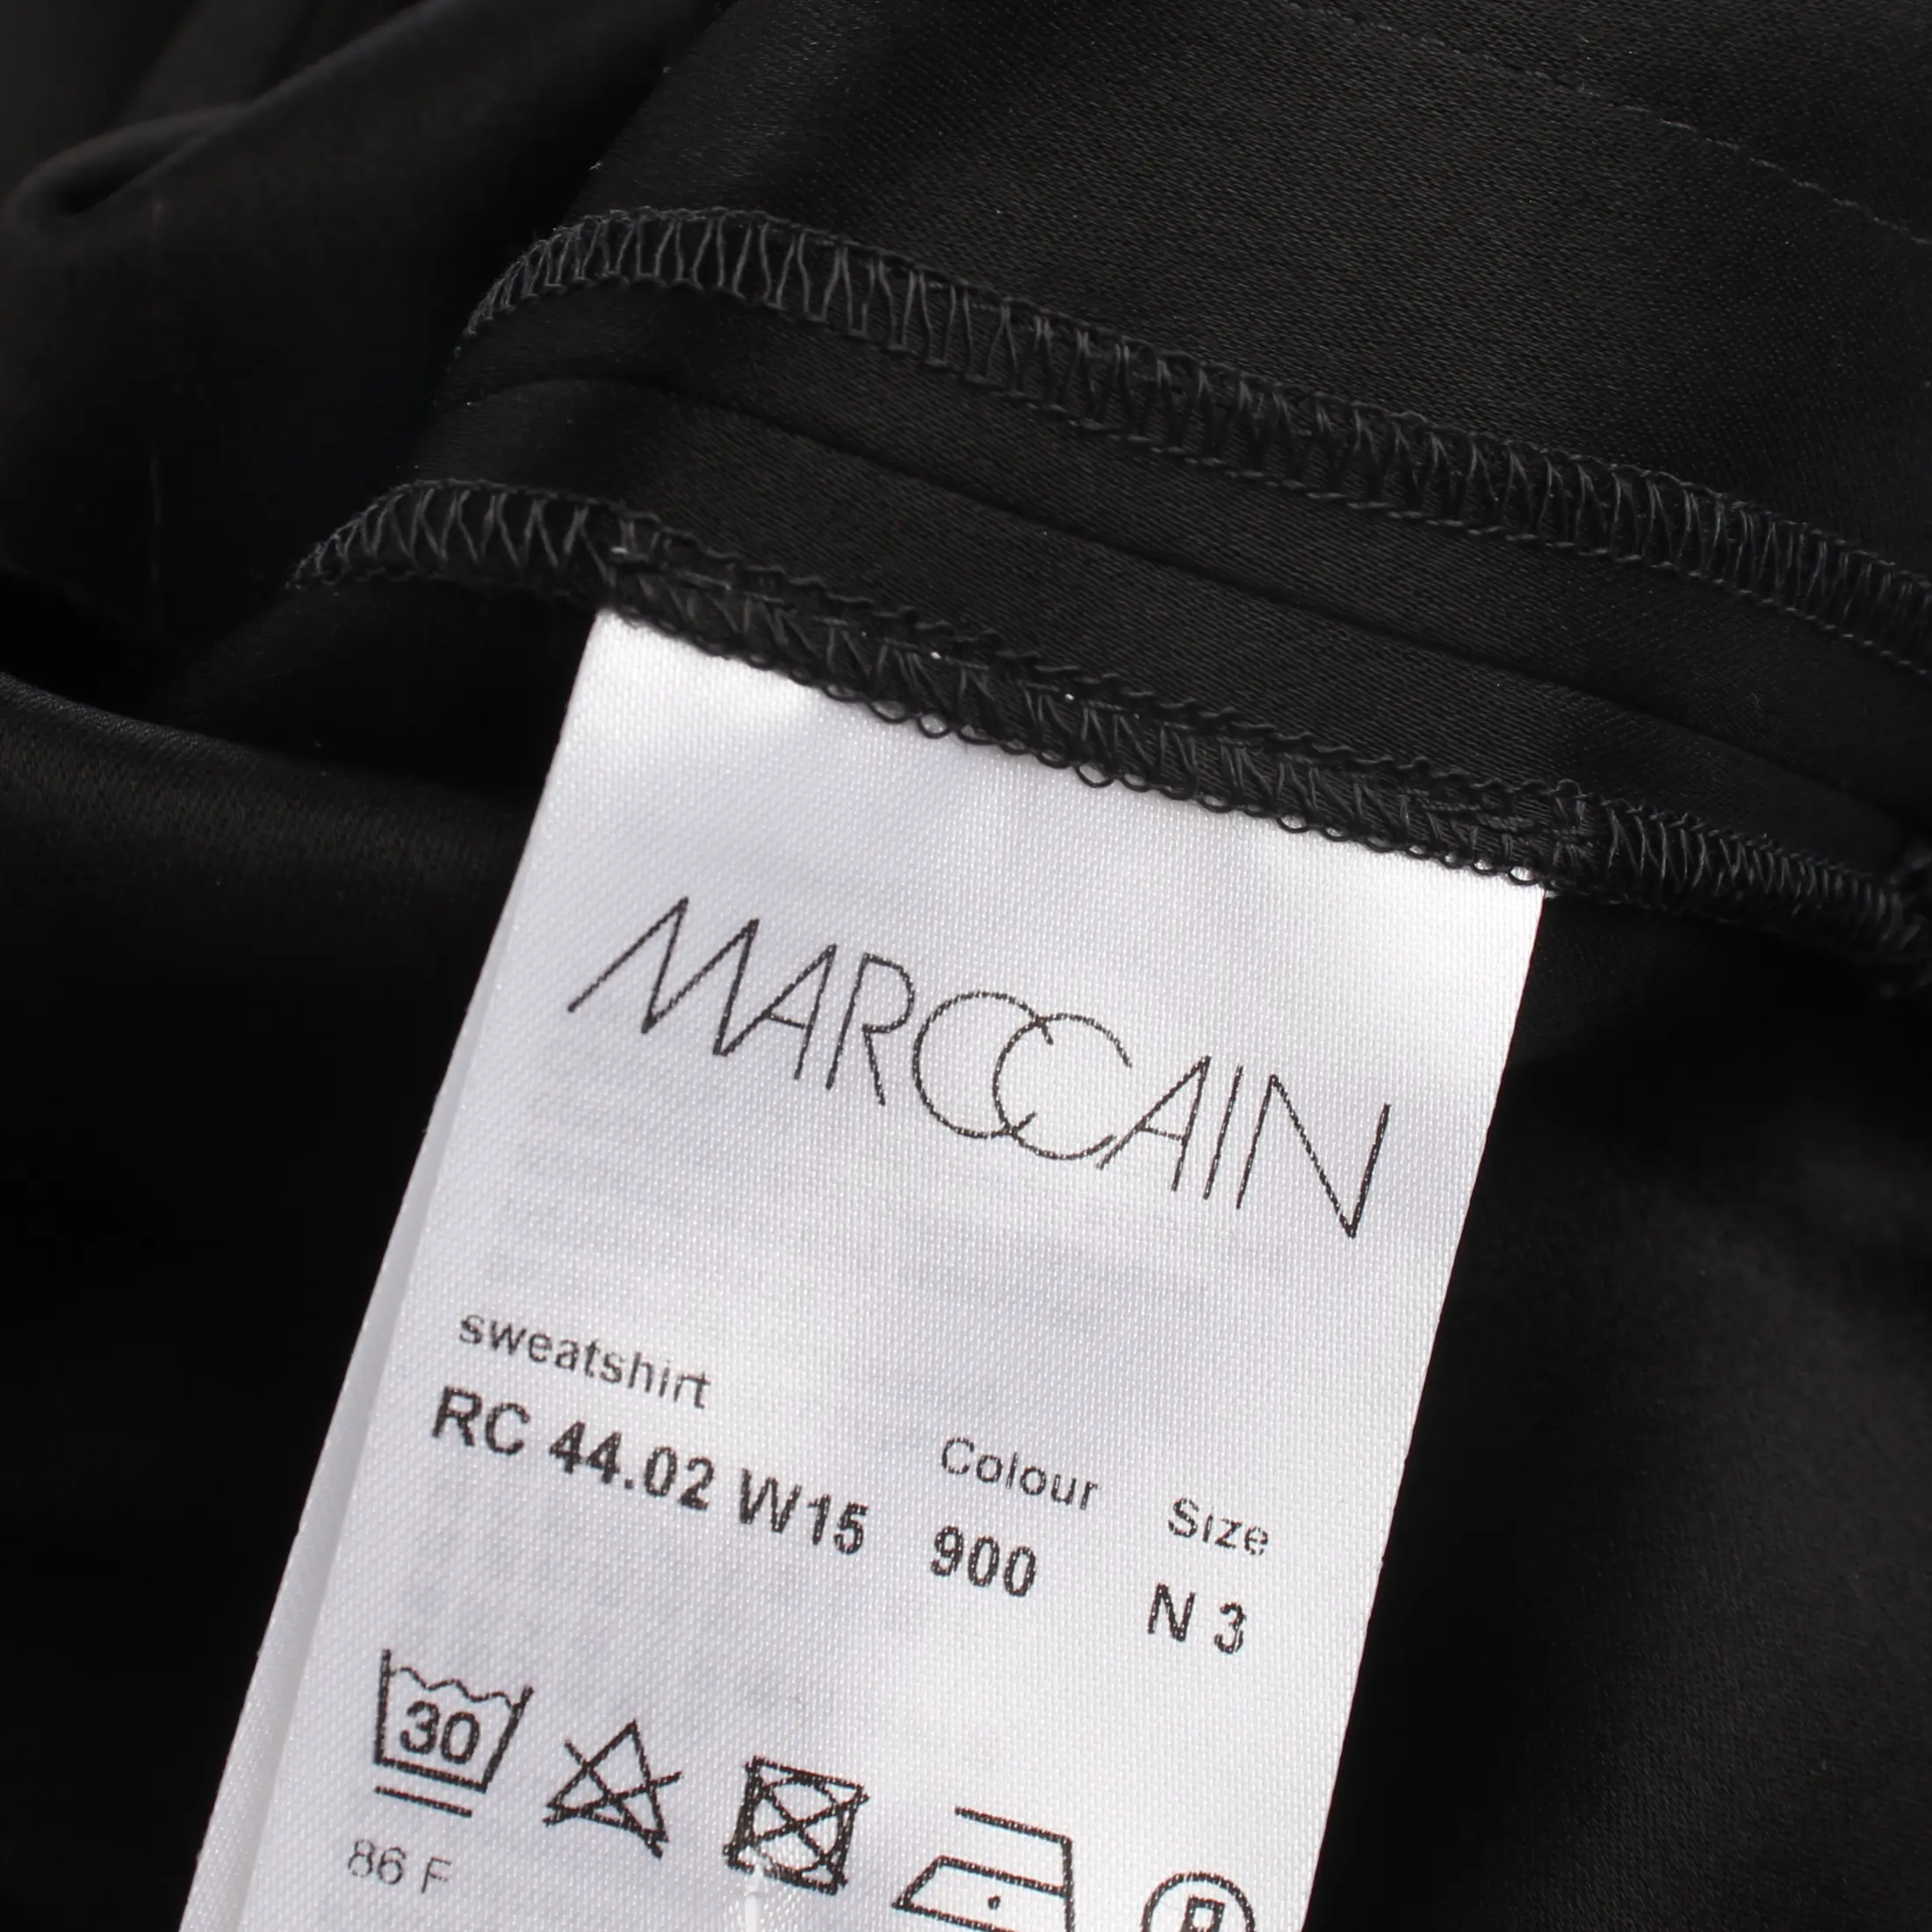 MARCCAIN
sweatshirt Colour Size
RC 44.02 W15 900 N 3
30
86 F